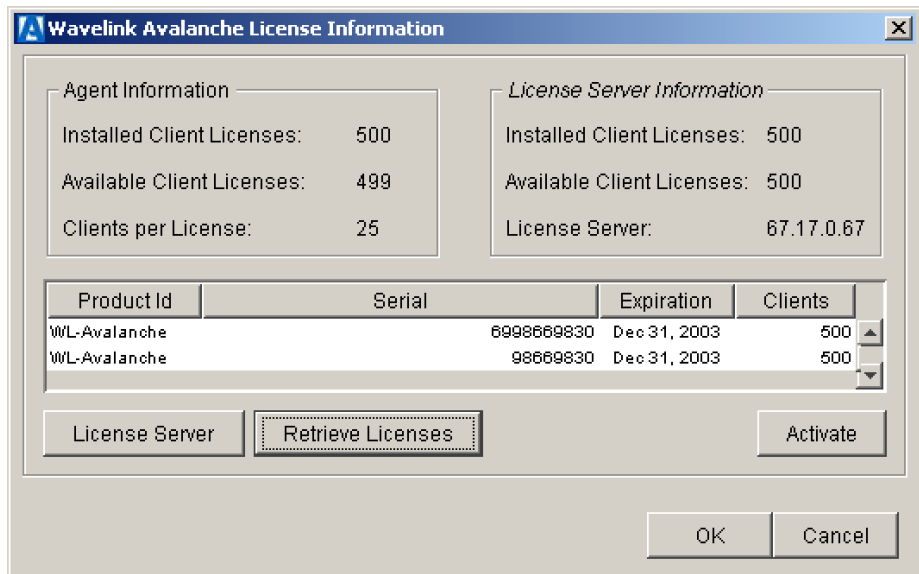 Wavelink Avalanche License Information
Agent Information
Installed Client Licenses: 500
Available Client Licenses: 499
Clients per License: 25
License Server Information
Installed Client Licenses: 500
Available Client Licenses: 500
License Server: 67.17.0.67
Product Id Serial Expiration Clients
WL-Avalanche 6998669830 Dec 31, 2003 500
WL-Avalanche 98669830 Dec 31, 2003 500
License Server Retrieve Licenses Activate
OK Cancel